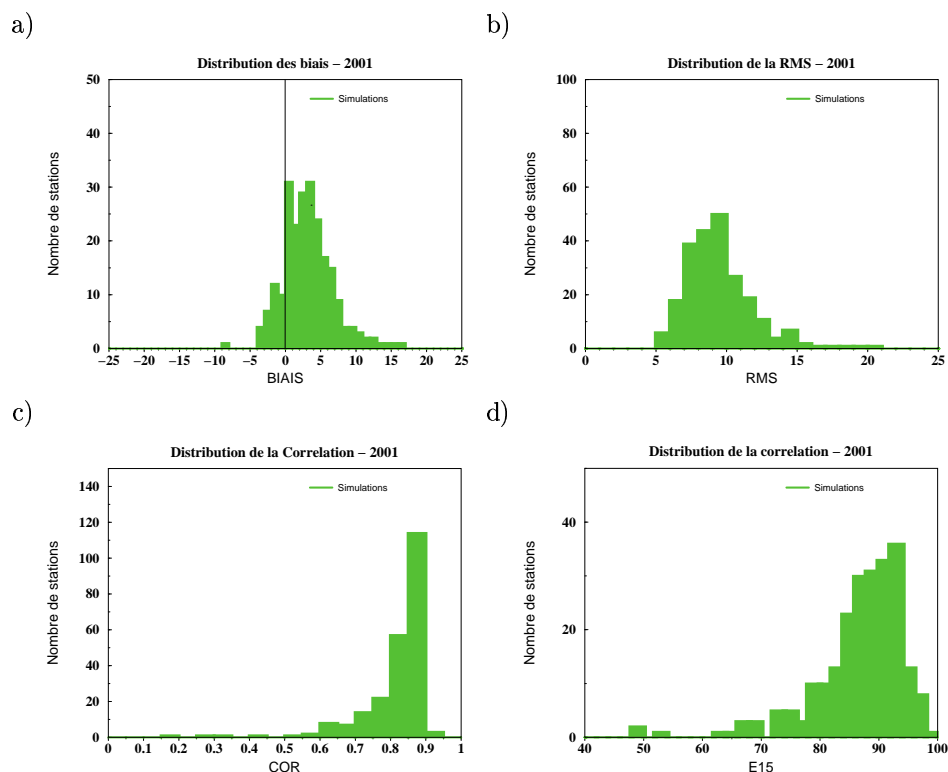 a)
Distribution des biais – 2001
Simulations
Nombre de stations
50
40
30
20
10
0
−25 −20 −15 −10 −5 0 5 10 15 20 25
BIAIS
b)
Distribution de la RMS – 2001
Simulations
Nombre de stations
100
80
60
40
20
0
0 5 10 15 20 25
RMS
c)
Distribution de la Correlation – 2001
Simulations
Nombre de stations
140
120
100
80
60
40
20
0
0 0.1 0.2 0.3 0.4 0.5 0.6 0.7 0.8 0.9 1
COR
d)
Distribution de la correlation – 2001
Simulations
Nombre de stations
40
20
0
40 50 60 70 80 90 100
E15